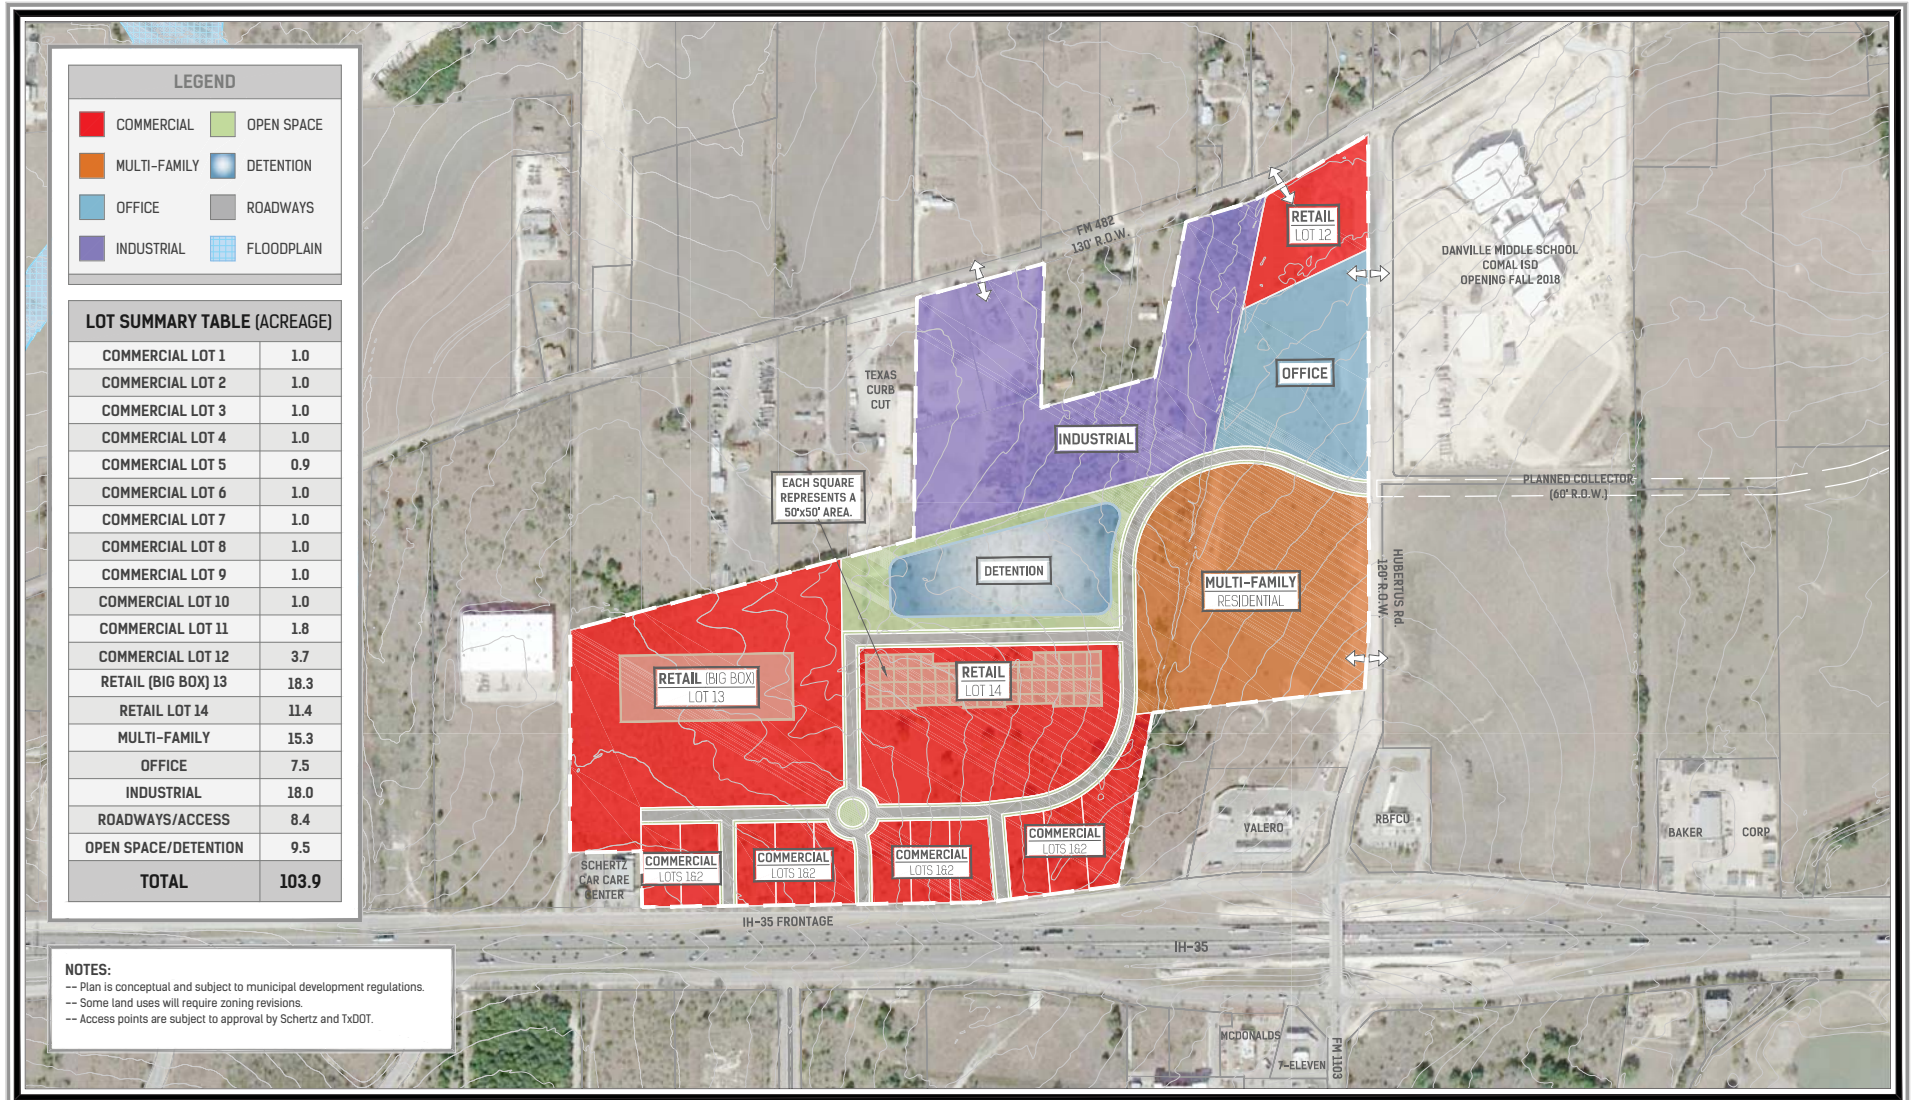 LEGEND
COMMERCIAL
OPEN SPACE
MULTI-FAMILY
DETENTION
OFFICE
ROADWAYS
INDUSTRIAL
FLOODPLAIN
LOT SUMMARY TABLE (ACREAGE)
COMMERCIAL LOT 1 1.0
COMMERCIAL LOT 2 1.0
COMMERCIAL LOT 3 1.0
COMMERCIAL LOT 4 1.0
COMMERCIAL LOT 5 0.9
COMMERCIAL LOT 6 1.0
COMMERCIAL LOT 7 1.0
COMMERCIAL LOT 8 1.0
COMMERCIAL LOT 9 1.0
COMMERCIAL LOT 10 1.0
COMMERCIAL LOT 11 1.8
COMMERCIAL LOT 12 3.7
RETAIL (BIG BOX) 13 18.3
RETAIL LOT 14 11.4
MULTI-FAMILY 15.3
OFFICE 7.5
INDUSTRIAL 18.0
ROADWAYS/ACCESS 8.4
OPEN SPACE/DETENTION 9.5
TOTAL 103.9
NOTES:
-- Plan is conceptual and subject to municipal development regulations.
-- Some land uses will require zoning revisions.
-- Access points are subject to approval by Schertz and TxDOT.
FM 482
130' R.O.W.
RETAIL
LOT 12
DANVILLE MIDDLE SCHOOL
COMAL ISD
OPENING FALL 2018
TEXAS
CURB
CUT
OFFICE
INDUSTRIAL
EACH SQUARE
REPRESENTS A
50'x50' AREA.
PLANNED COLLECTOR
(60' R.O.W.)
DETENTION
MULTI-FAMILY
RESIDENTIAL
HUBERTUS Rd.
120' R.O.W.
RETAIL (BIG BOX)
LOT 13
RETAIL
LOT 14
SCHERTZ
CAR CARE
CENTER
COMMERCIAL
LOTS 1&2
COMMERCIAL
LOTS 1&2
COMMERCIAL
LOTS 1&2
COMMERCIAL
LOTS 1&2
VALERO
RBFCU
BAKER CORP
IH-35 FRONTAGE
IH-35
MCDONALDS
7-ELEVEN
FM 1103